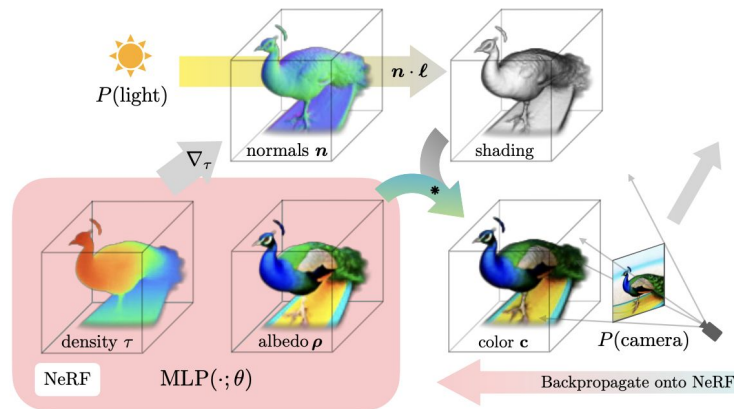 P(light)
n · ℓ
normals n
shading
∇τ
*
density τ
albedo ρ
color c
P(camera)
NeRF
MLP(·; θ)
Backpropagate onto NeRF